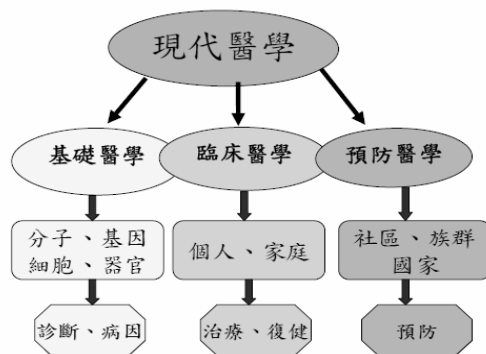 現代醫學
基礎醫學
臨床醫學
預防醫學
分子、基因
細胞、器官
個人、家庭
社區、族群
國家
診斷、病因
治療、復健
預防